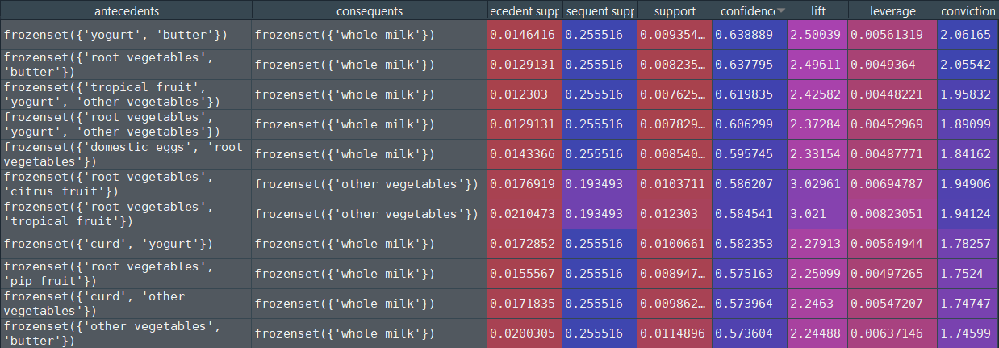 antecedents consequents ecedent supp sequent supp support confidenc lift leverage conviction
frozenset({'yogurt', 'butter'}) frozenset({'whole milk'}) 0.0146416 0.255516 0.009354… 0.638889 2.50039 0.00561319 2.06165
frozenset({'root vegetables',
'butter'}) frozenset({'whole milk'}) 0.0129131 0.255516 0.008235… 0.637795 2.49611 0.0049364 2.05542
frozenset({'tropical fruit',
'yogurt', 'other vegetables'}) frozenset({'whole milk'}) 0.012303 0.255516 0.007625… 0.619835 2.42582 0.00448221 1.95832
frozenset({'root vegetables',
'yogurt', 'other vegetables'}) frozenset({'whole milk'}) 0.0129131 0.255516 0.007829… 0.606299 2.37284 0.00452969 1.89099
frozenset({'domestic eggs', 'root
vegetables'}) frozenset({'whole milk'}) 0.0143366 0.255516 0.008540… 0.595745 2.33154 0.00487771 1.84162
frozenset({'root vegetables',
'citrus fruit'}) frozenset({'other vegetables'}) 0.0176919 0.193493 0.0103711 0.586207 3.02961 0.00694787 1.94906
frozenset({'root vegetables',
'tropical fruit'}) frozenset({'other vegetables'}) 0.0210473 0.193493 0.012303 0.584541 3.021 0.00823051 1.94124
frozenset({'curd', 'yogurt'}) frozenset({'whole milk'}) 0.0172852 0.255516 0.0100661 0.582353 2.27913 0.00564944 1.78257
frozenset({'root vegetables',
'pip fruit'}) frozenset({'whole milk'}) 0.0155567 0.255516 0.008947… 0.575163 2.25099 0.00497265 1.7524
frozenset({'curd', 'other
vegetables'}) frozenset({'whole milk'}) 0.0171835 0.255516 0.009862… 0.573964 2.2463 0.00547207 1.74747
frozenset({'other vegetables',
'butter'}) frozenset({'whole milk'}) 0.0200305 0.255516 0.0114896 0.573604 2.24488 0.00637146 1.74599